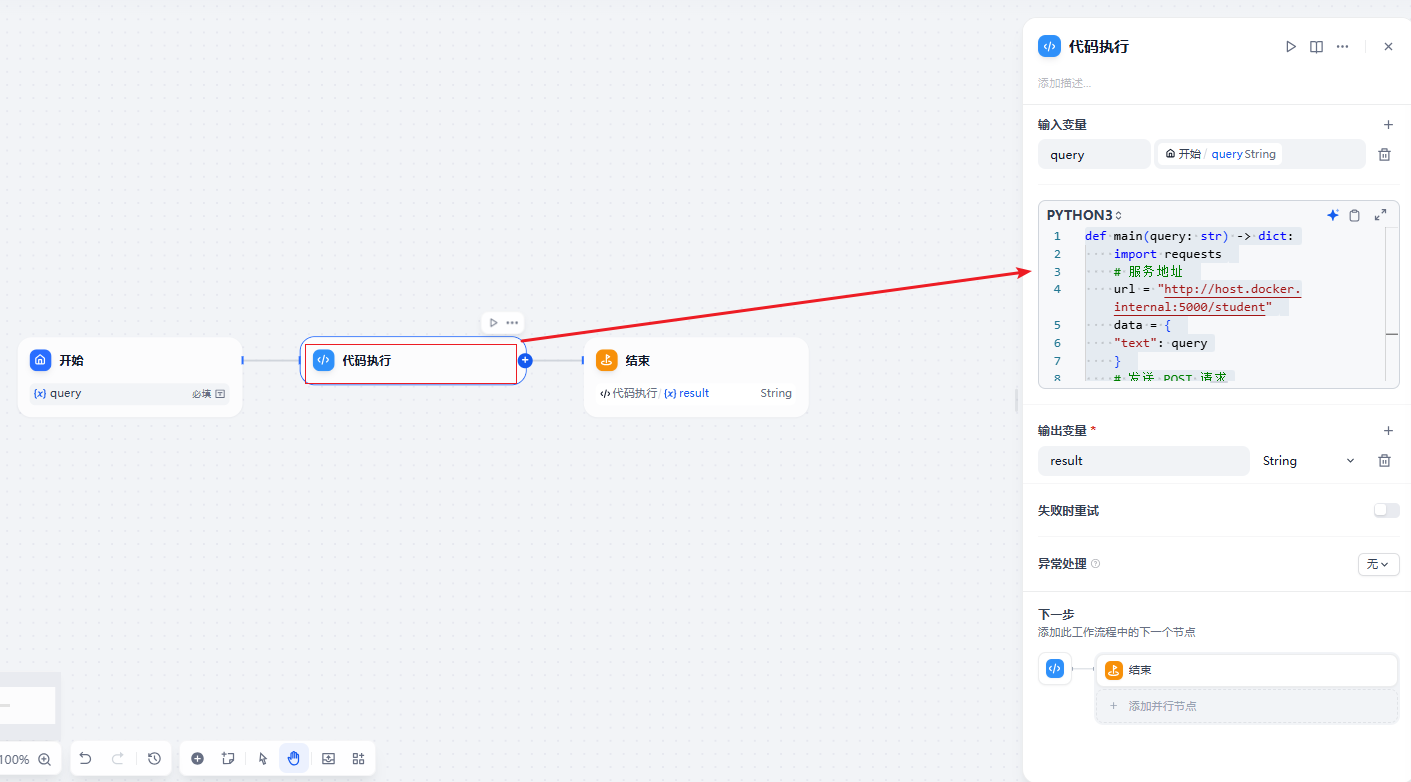 代码执行
添加描述...
输入变量
query
开始 / query String
PYTHON3
1 def main(query: str) -> dict:
2 import requests
3 # 服务地址
4 url = "http://host.docker.
internal:5000/student"
5 data = {
6 "text": query
7 }
8 # 发送 POST 请求
输出变量 *
result String
失败时重试
异常处理 无
下一步
添加此工作流程中的下一个节点
结束
+ 添加并行节点
开始
{x} query 必填
代码执行
结束
代码执行/{x} result String
100%